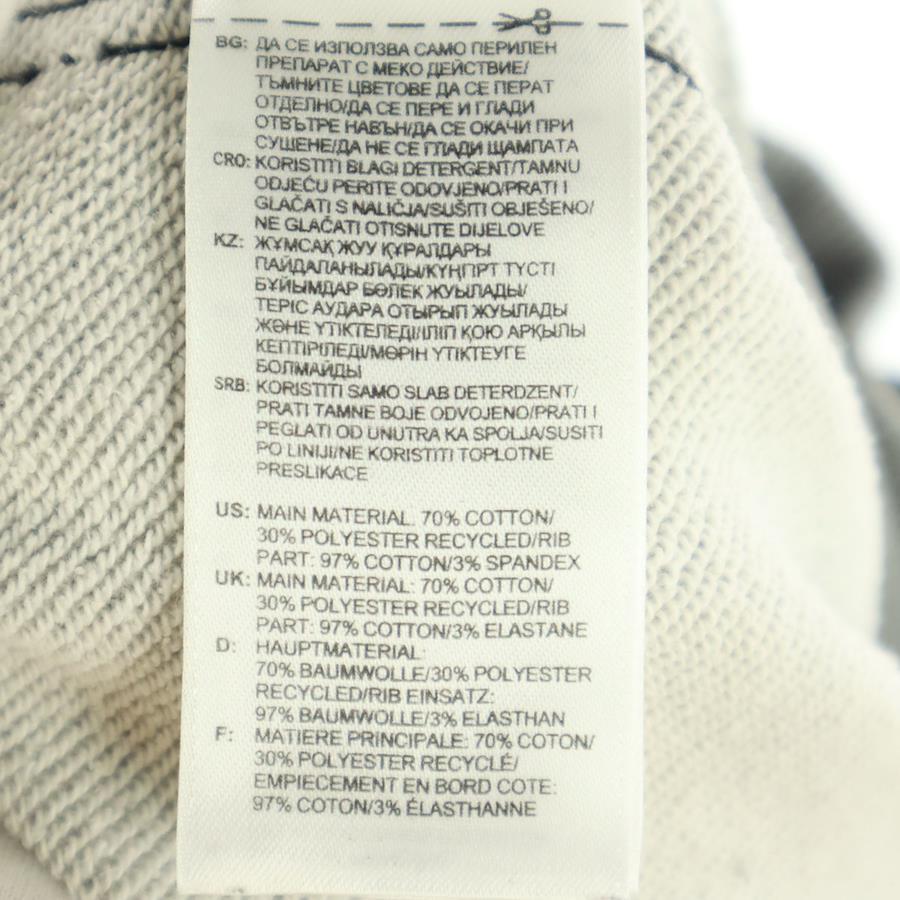 BG: ДА СЕ ИЗПОЛЗВА САМО ПЕРИЛЕН
ПРЕПАРАТ С МЕКО ДЕЙСТВИЕ/
ТЪМНИТЕ ЦВЕТОВЕ ДА СЕ ПЕРАТ
ОТДЕЛНО/ДА СЕ ПЕРЕ И ГЛАДИ
ОТВЪТРЕ НАВЪН/ДА СЕ ОКАЧИ ПРИ
СУШЕНЕ/ДА НЕ СЕ ГЛАДИ ЩАМПАТА
CRO: KORISTITI BLAGI DETERGENT/TAMNU
ODJEĆU PERITE ODOVJENO/PRATI I
GLAČATI S NALIČJA/SUŠITI OBJEŠENO/
NE GLAČATI OTISNUTE DIJELOVE
KZ: ЖҰМСАҚ ЖУУ ҚҰРАЛДАРЫ
ПАЙДАЛАНЫЛАДЫ/КҮҢГІРТ ТҮСТІ
БҰЙЫМДАР БӨЛЕК ЖУЫЛАДЫ/
ТЕРІС АУДАРА ОТЫРЫП ЖУЫЛАДЫ
ЖӘНЕ ҮТІКТЕЛЕДІ/ІЛІП ҚОЮ АРҚЫЛЫ
КЕПТІРІЛЕДІ/МӨРІН ҮТІКТЕУГЕ
БОЛМАЙДЫ
SRB: KORISTITI SAMO SLAB DETERDZENT/
PRATI TAMNE BOJE ODVOJENO/PRATI I
PEGLATI OD UNUTRA KA SPOLJA/SUSITI
PO LINIJI/NE KORISTITI TOPLOTNE
PRESLIKACE
US: MAIN MATERIAL: 70% COTTON/
30% POLYESTER RECYCLED/RIB
PART: 97% COTTON/3% SPANDEX
UK: MAIN MATERIAL: 70% COTTON/
30% POLYESTER RECYCLED/RIB
PART: 97% COTTON/3% ELASTANE
D: HAUPTMATERIAL:
70% BAUMWOLLE/30% POLYESTER
RECYCLED/RIB EINSATZ:
97% BAUMWOLLE/3% ELASTHAN
F: MATIERE PRINCIPALE: 70% COTON/
30% POLYESTER RECYCLÉ/
EMPIECEMENT EN BORD COTE:
97% COTON/3% ÉLASTHANNE